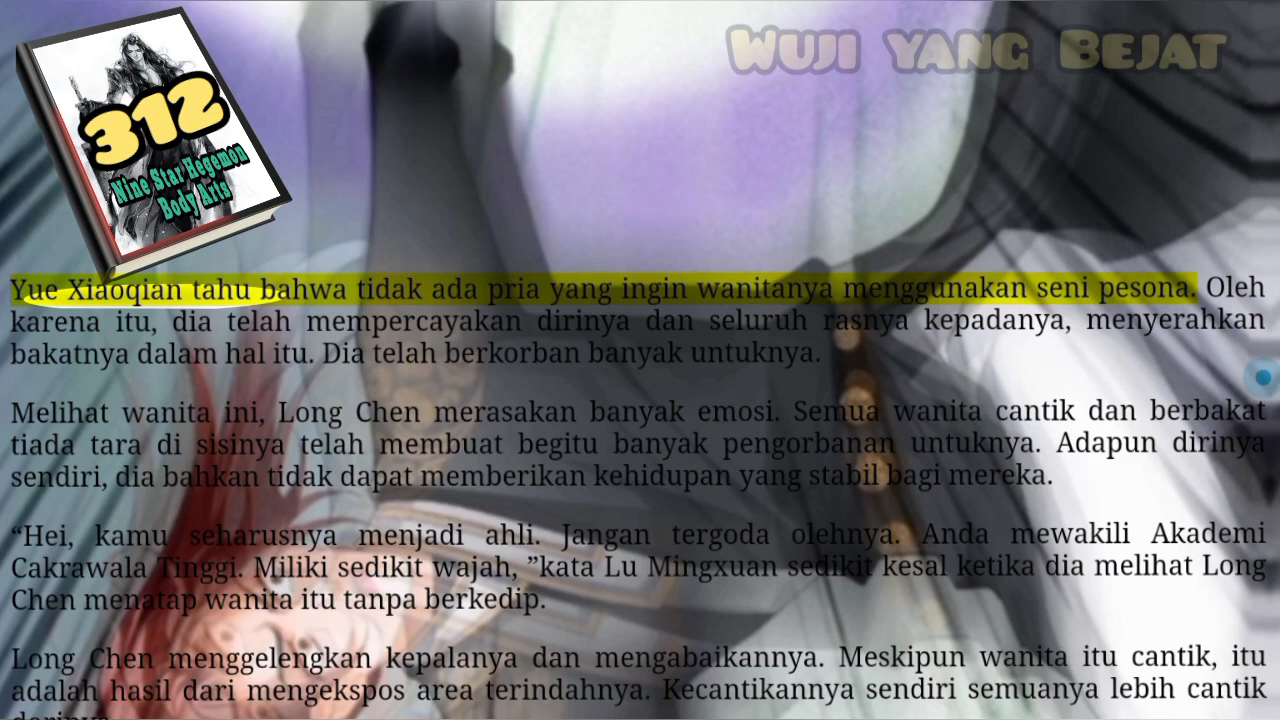 Wuji yang Bejat
312
Nine Star Hegemon
Body Arts
Yue Xiaoqian tahu bahwa tidak ada pria yang ingin wanitanya menggunakan seni pesona. Oleh
karena itu, dia telah mempercayakan dirinya dan seluruh rasnya kepadanya, menyerahkan
bakatnya dalam hal itu. Dia telah berkorban banyak untuknya.
Melihat wanita ini, Long Chen merasakan banyak emosi. Semua wanita cantik dan berbakat
tiada tara di sisinya telah membuat begitu banyak pengorbanan untuknya. Adapun dirinya
sendiri, dia bahkan tidak dapat memberikan kehidupan yang stabil bagi mereka.
“Hei, kamu seharusnya menjadi ahli. Jangan tergoda olehnya. Anda mewakili Akademi
Cakrawala Tinggi. Miliki sedikit wajah, ”kata Lu Mingxuan sedikit kesal ketika dia melihat Long
Chen menatap wanita itu tanpa berkedip.
Long Chen menggelengkan kepalanya dan mengabaikannya. Meskipun wanita itu cantik, itu
adalah hasil dari mengekspos area terindahnya. Kecantikannya sendiri semuanya lebih cantik